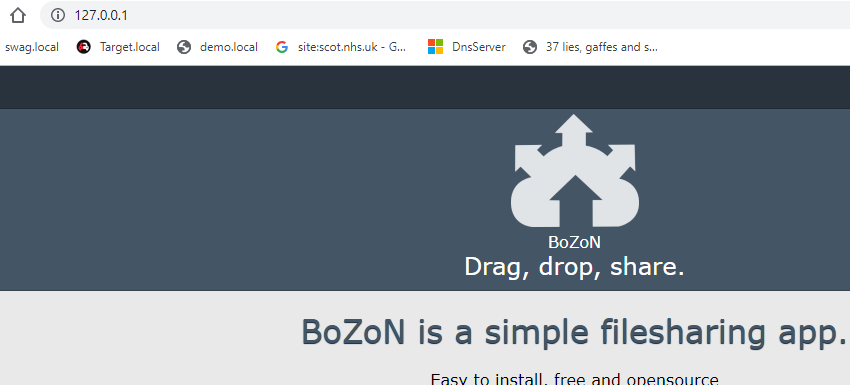 127.0.0.1
swag.local Target.local demo.local site:scot.nhs.uk - G... DnsServer 37 lies, gaffes and s...
BoZoN
Drag, drop, share.
BoZoN is a simple filesharing app.
Easy to install, free and opensource